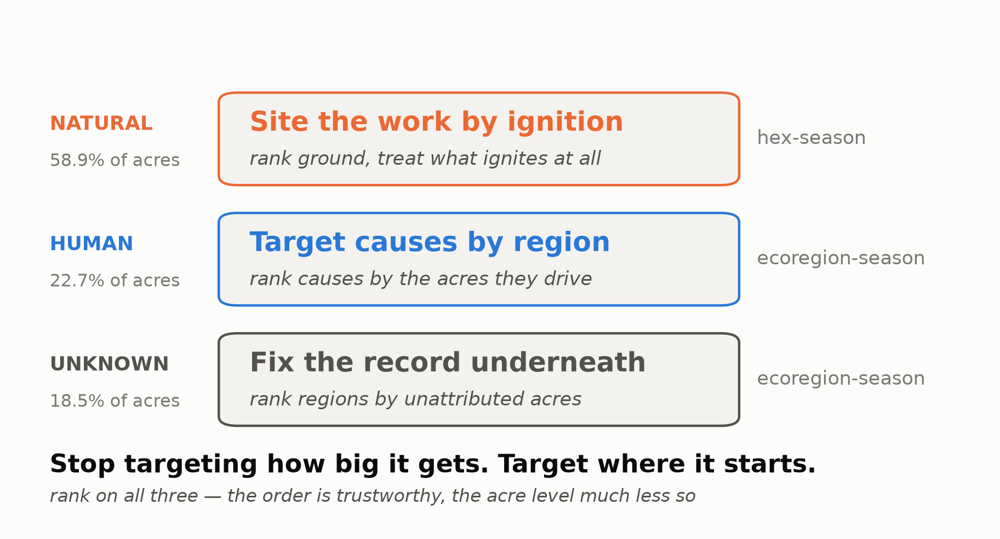 NATURAL
58.9% of acres
Site the work by ignition
rank ground, treat what ignites at all
hex-season
HUMAN
22.7% of acres
Target causes by region
rank causes by the acres they drive
ecoregion-season
UNKNOWN
18.5% of acres
Fix the record underneath
rank regions by unattributed acres
ecoregion-season
Stop targeting how big it gets. Target where it starts.
rank on all three — the order is trustworthy, the acre level much less so